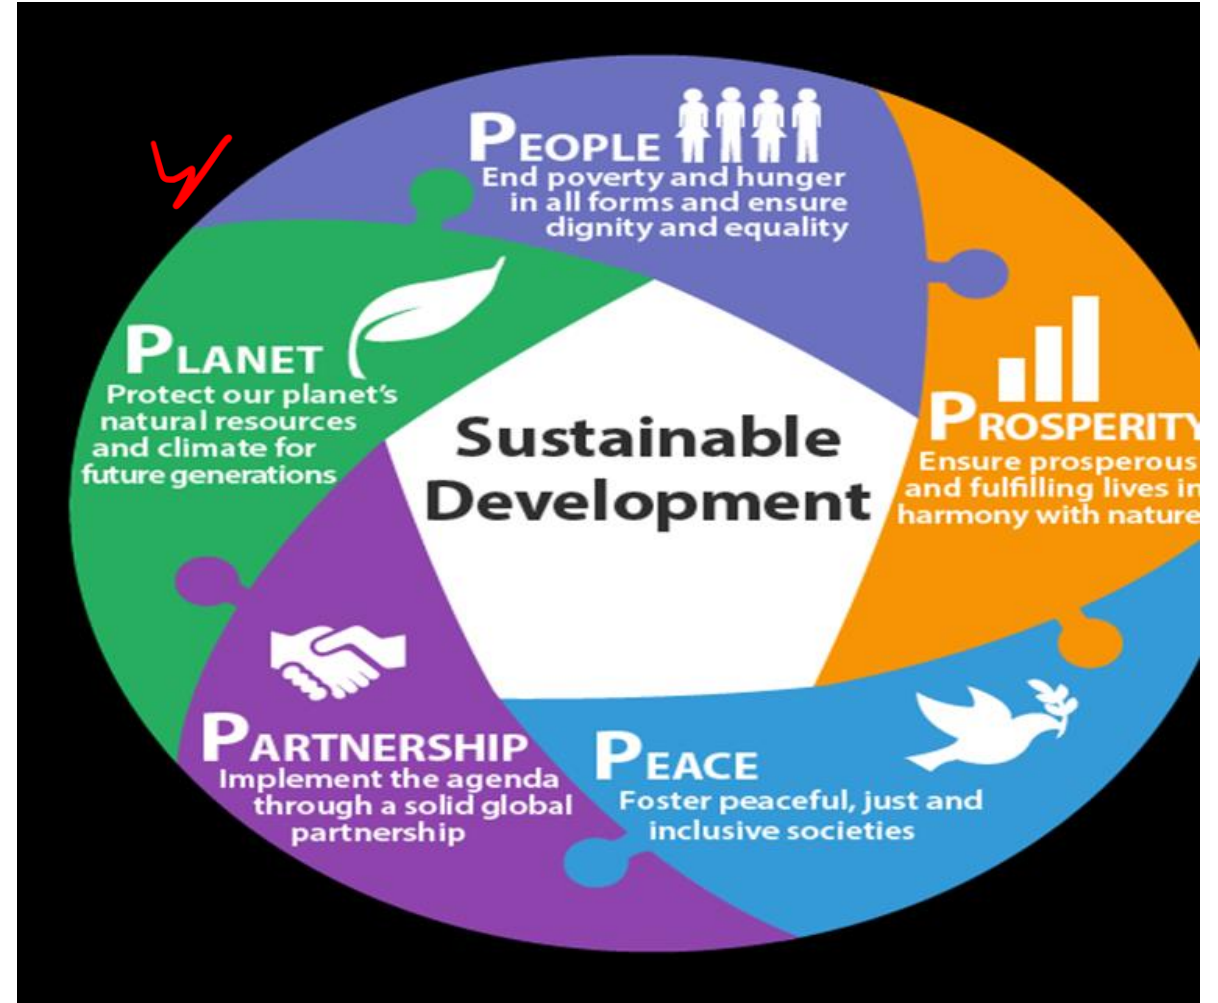 PEOPLE
End poverty and hunger
in all forms and ensure
dignity and equality
PROSPERITY
Ensure prosperous
and fulfilling lives in
harmony with nature
PLANET
Protect our planet's
natural resources
and climate for
future generations
Sustainable
Development
PARTNERSHIP
Implement the agenda
through a solid global
partnership
PEACE
Foster peaceful, just and
inclusive societies